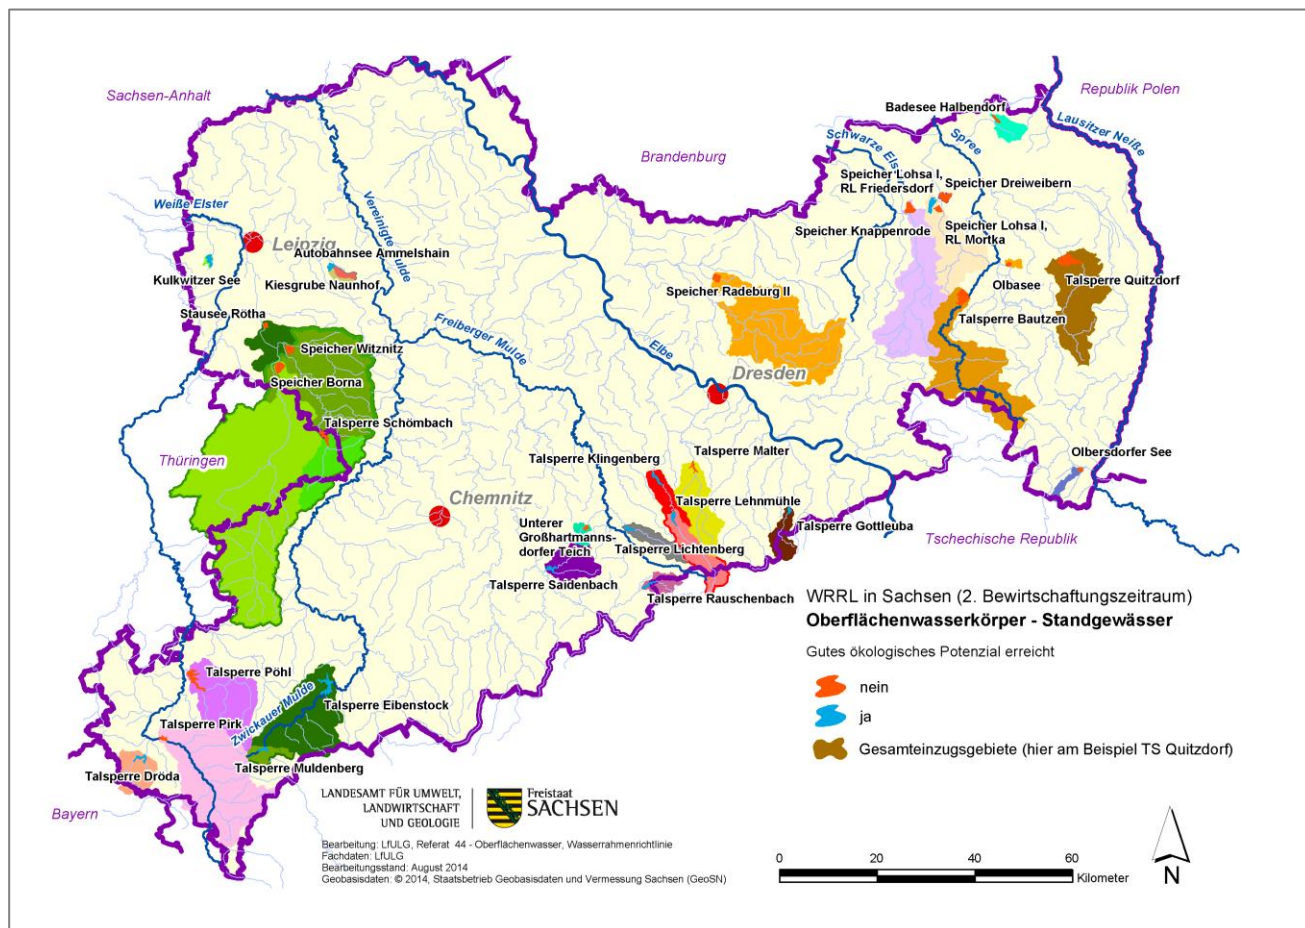 Sachsen-Anhalt
Republik Polen
Badesee Halbendorf
Lausitzer Neiße
Spree
Schwarze Els
Brandenburg
Speicher Lohsa I,
RL Friedersdorf
Speicher Dreiweibern
Weiße Elster
Vereinigte Mulde
Speicher Knappenrode
Speicher Lohsa I,
RL Mortka
Leipzig
Autobahnsee Ammelshain
Kulkwitzer See
Kiesgrube Naunhof
Speicher Radeburg II
Olbasee
Talsperre Quitzdorf
Stausee Rötha
Freiberger Mulde
Elbe
Talsperre Bautzen
Speicher Witznitz
Speicher Borna
Dresden
Talsperre Schömbach
Thüringen
Talsperre Malter
Talsperre Klingenberg
Olbersdorfer See
Chemnitz
Talsperre Lehnmühle
Unterer
Großhartmanns-
dorfer Teich
Talsperre Gottleuba
Talsperre Lichtenberg
Tschechische Republik
Talsperre Saidenbach
Talsperre Rauschenbach
WRRL in Sachsen (2. Bewirtschaftungszeitraum)
Oberflächenwasserkörper - Standgewässer
Gutes ökologisches Potenzial erreicht
nein
ja
Gesamteinzugsgebiete (hier am Beispiel TS Quitzdorf)
Talsperre Pöhl
Zwickauer Mulde
Talsperre Eibenstock
Talsperre Pirk
Talsperre Muldenberg
Talsperre Dröda
Bayern
LANDESAMT FÜR UMWELT,
LANDWIRTSCHAFT
UND GEOLOGIE
Freistaat
SACHSEN
Bearbeitung: LfULG, Referat 44 - Oberflächenwasser, Wasserrahmenrichtlinie
Fachdaten: LfULG
Bearbeitungsstand: August 2014
Geobasisdaten: © 2014, Staatsbetrieb Geobasisdaten und Vermessung Sachsen (GeoSN)
0 20 40 60
Kilometer
N